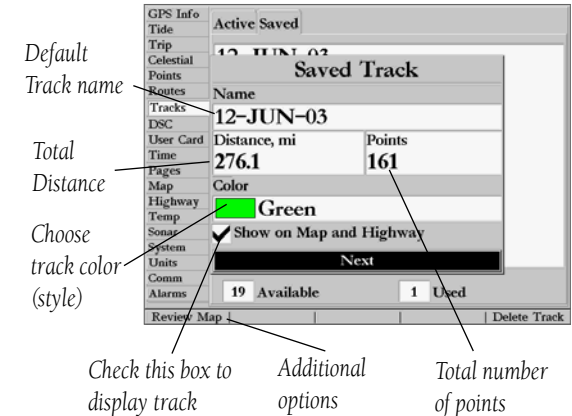 GPS Info
Tide
Trip
Celestial
Points
Routes
Tracks
DSC
User Card
Time
Pages
Map
Highway
Temp
Sonar
System
Units
Comm
Alarms
Active Saved
12-JUN-03
Saved Track
Name
12-JUN-03
Distance, mi Points
276.1 161
Color
Green
Show on Map and Highway
Next
19 Available 1 Used
Review Map Delete Track
Default
Track name
Total
Distance
Choose
track color
(style)
Check this box to
display track
Additional
options
Total number
of points